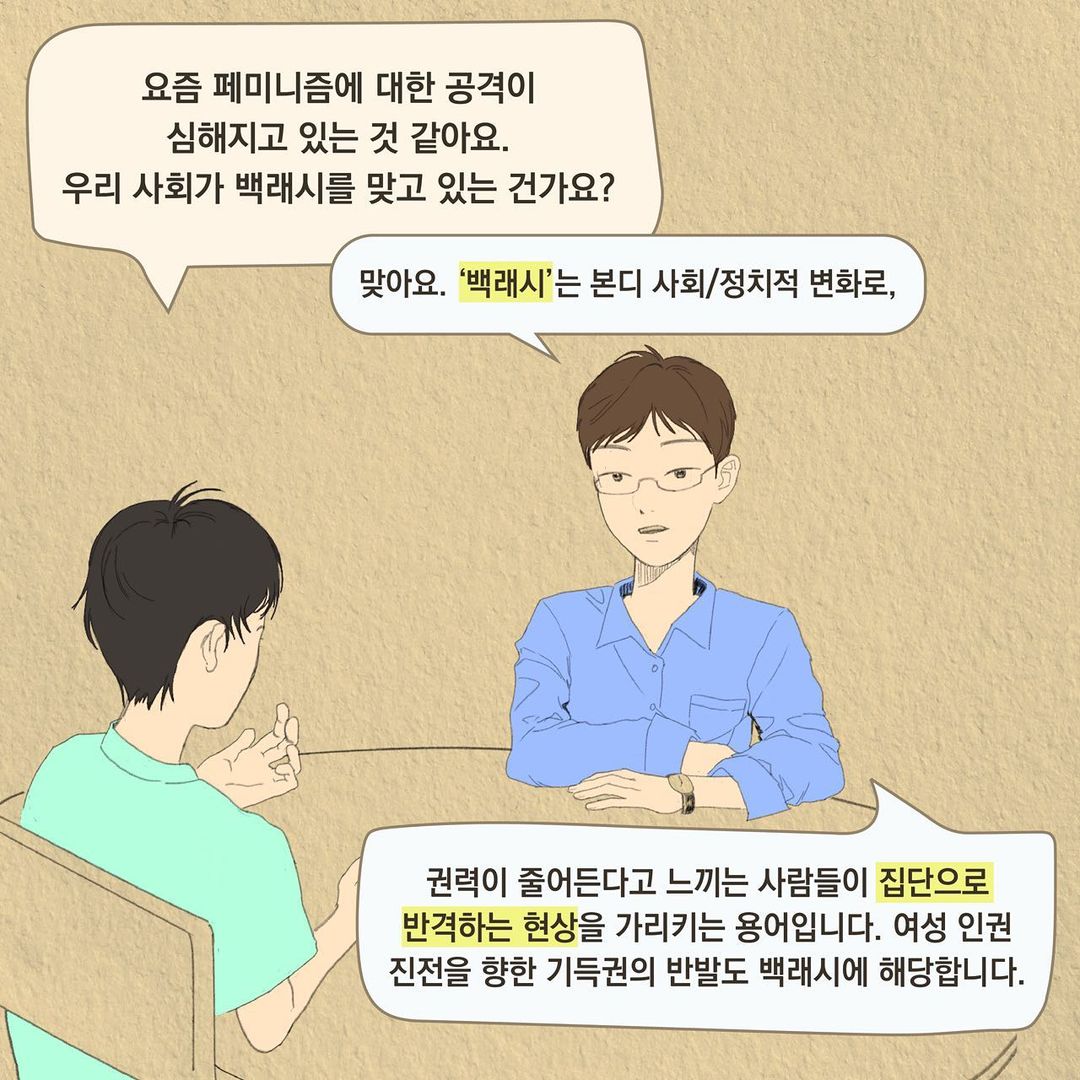 요즘 페미니즘에 대한 공격이
심해지고 있는 것 같아요.
우리 사회가 백래시를 맞고 있는 건가요?
맞아요. ‘백래시’는 본디 사회/정치적 변화로,
권력이 줄어든다고 느끼는 사람들이 집단으로
반격하는 현상을 가리키는 용어입니다. 여성 인권
진전을 향한 기득권의 반발도 백래시에 해당합니다.